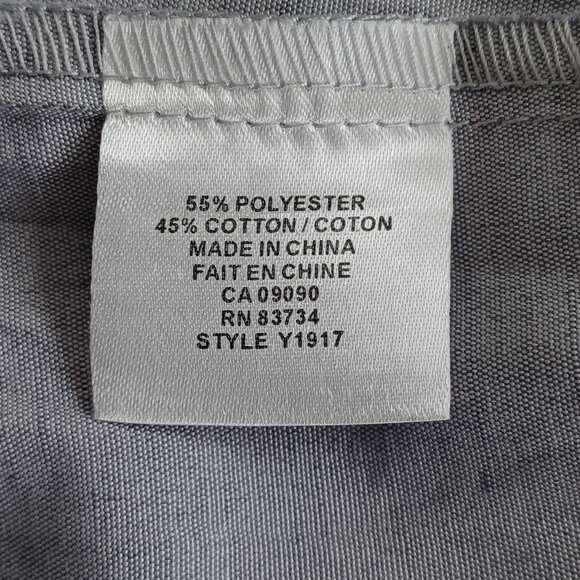 55% POLYESTER
45% COTTON / COTON
MADE IN CHINA
FAIT EN CHINE
CA 09090
RN 83734
STYLE Y1917